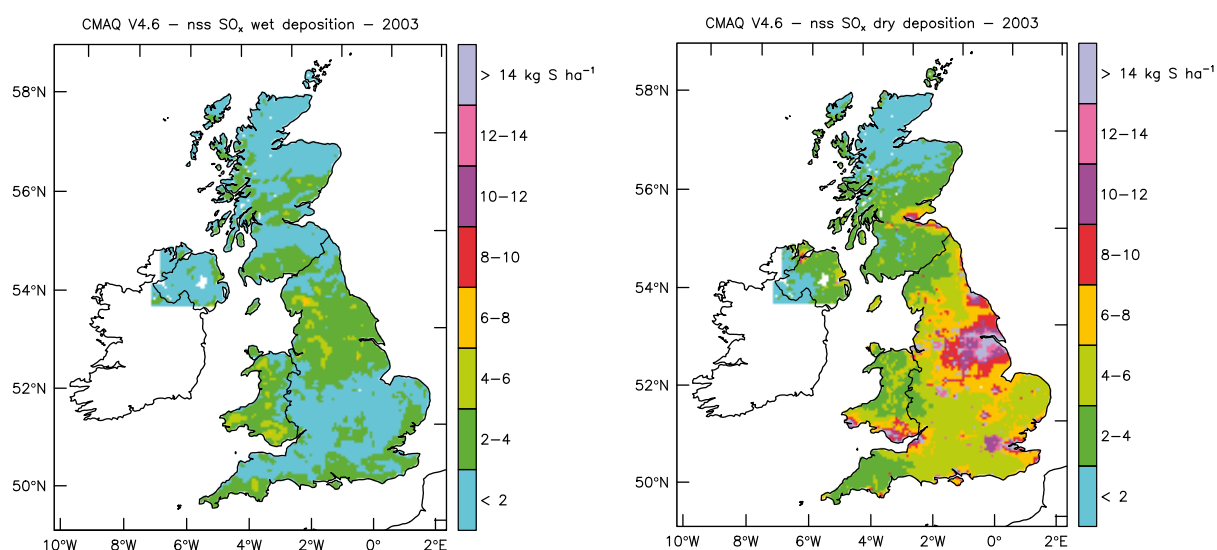 CMAQ V4.6 – nss SOₓ wet deposition – 2003
58°N
56°N
54°N
52°N
50°N
10°W 8°W 6°W 4°W 2°W 0° 2°E
> 14 kg S ha⁻¹
12–14
10–12
8–10
6–8
4–6
2–4
< 2
CMAQ V4.6 – nss SOₓ dry deposition – 2003
58°N
56°N
54°N
52°N
50°N
10°W 8°W 6°W 4°W 2°W 0° 2°E
> 14 kg S ha⁻¹
12–14
10–12
8–10
6–8
4–6
2–4
< 2